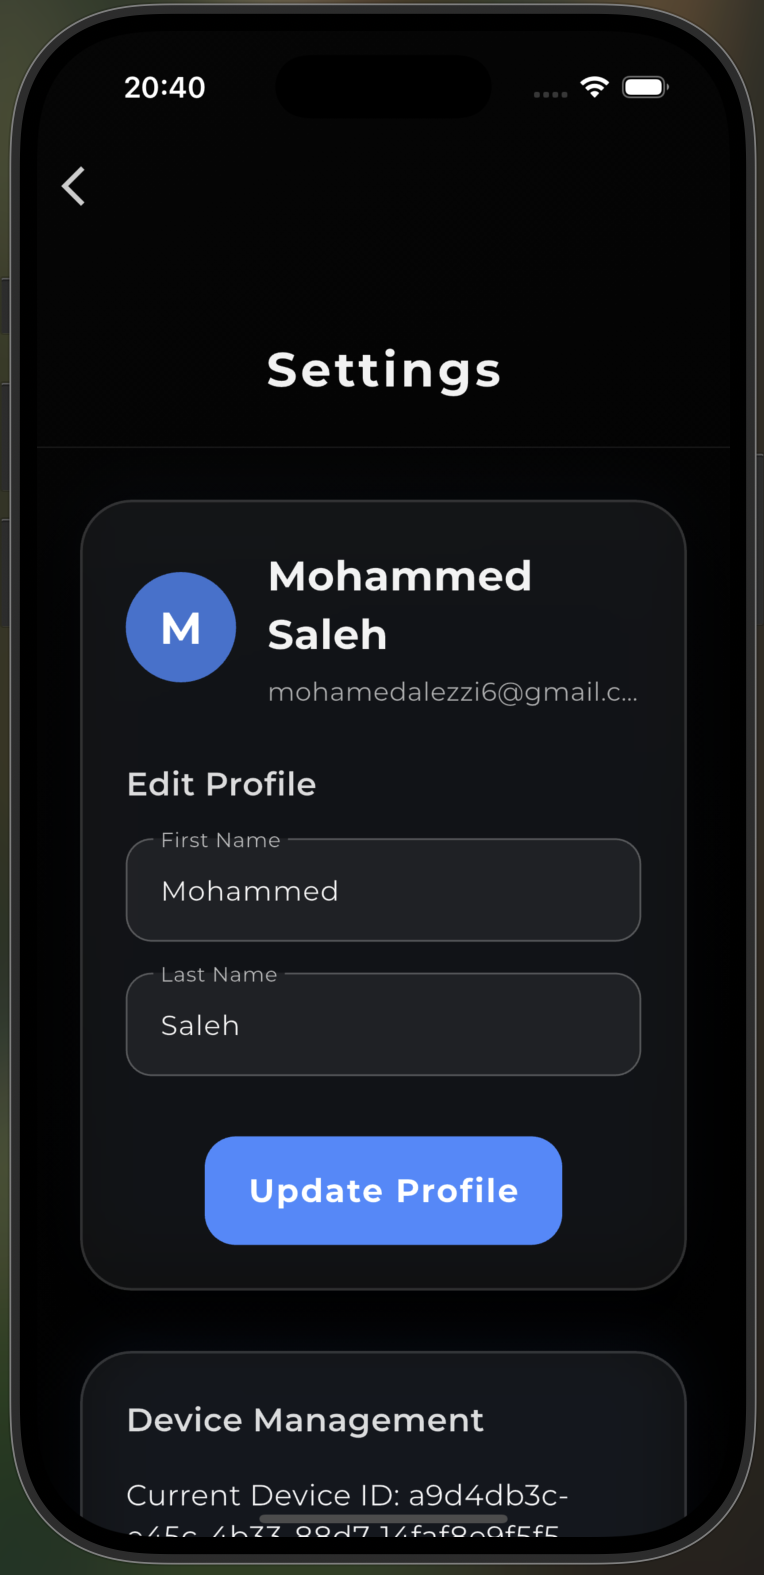 20:40
Settings
M
Mohammed
Saleh
mohamedalezzi6@gmail.c...
Edit Profile
First Name
Mohammed
Last Name
Saleh
Update Profile
Device Management
Current Device ID: a9d4db3c-